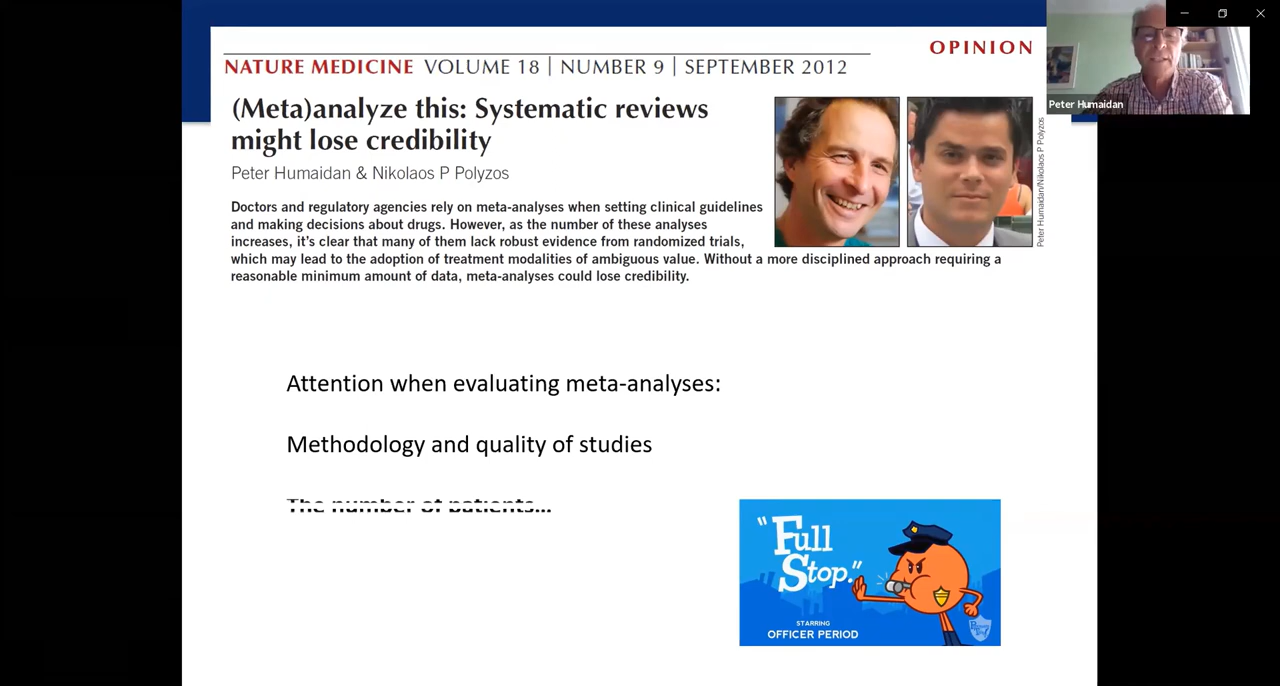 OPINION
NATURE MEDICINE VOLUME 18 | NUMBER 9 | SEPTEMBER 2012
(Meta)analyze this: Systematic reviews
might lose credibility
Peter Humaidan & Nikolaos P Polyzos
Doctors and regulatory agencies rely on meta-analyses when setting clinical guidelines
and making decisions about drugs. However, as the number of these analyses
increases, it's clear that many of them lack robust evidence from randomized trials,
which may lead to the adoption of treatment modalities of ambiguous value. Without a more disciplined approach requiring a
reasonable minimum amount of data, meta-analyses could lose credibility.
Peter Humaidan/Nikolaos P Polyzos
Peter Humaidan
Attention when evaluating meta-analyses:
Methodology and quality of studies
The number of patients...
"Full
Stop."
STARRING
OFFICER PERIOD